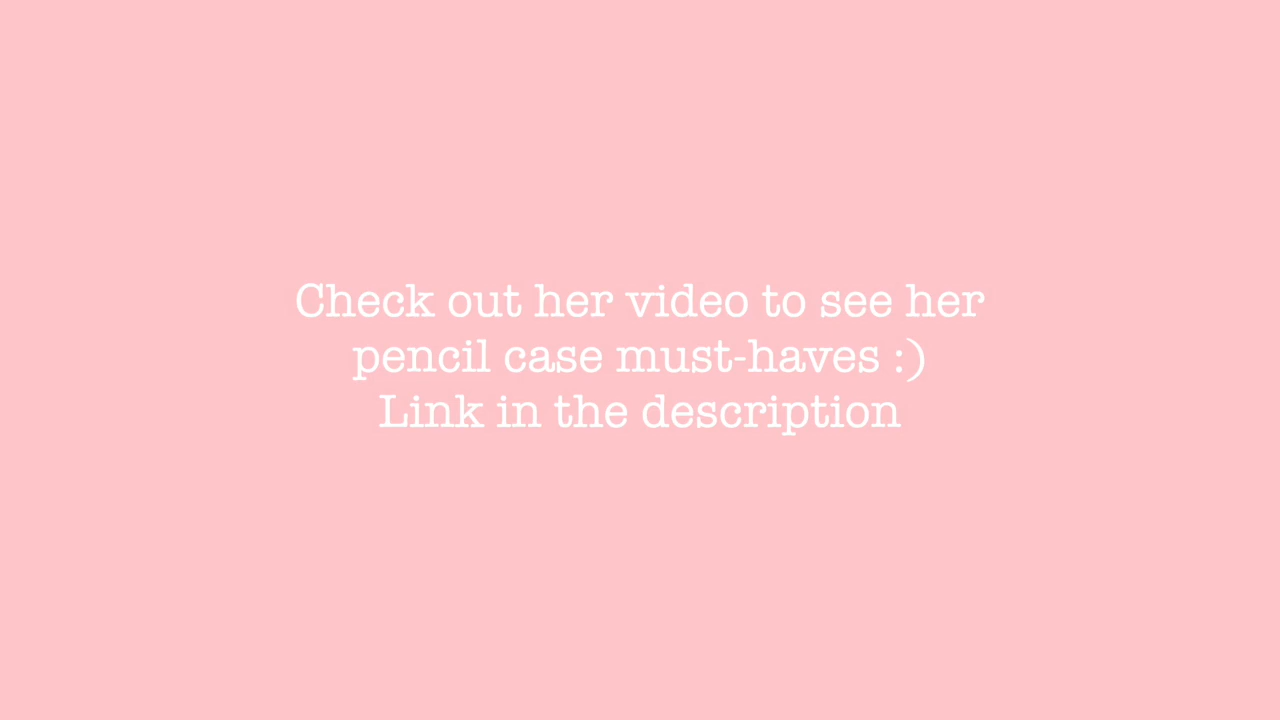 Check out her video to see her
pencil case must-haves :)
Link in the description